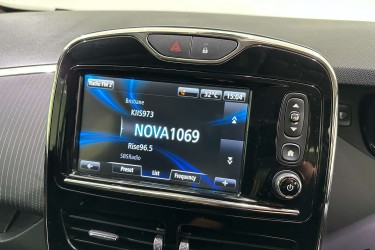 Radio FM 2
32°C
15:04
Brisbane
KIIS973
NOVA1069
Rise96.5
SBSRadio
Preset
List
Frequency
+